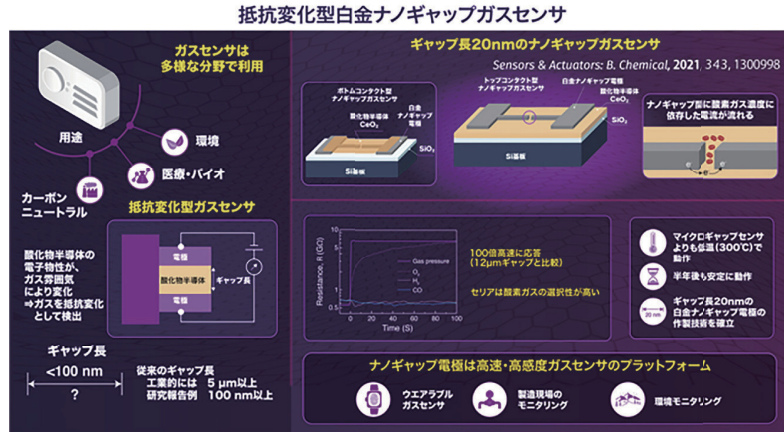 抵抗変化型白金ナノギャップガスセンサ
ガスセンサは
多様な分野で利用
用途
環境
医療・バイオ
カーボン
ニュートラル
抵抗変化型ガスセンサ
酸化物半導体の
電子物性が、
ガス雰囲気
により変化
⇒ガスを抵抗変化
として検出
電極
酸化物半導体
電極
ギャップ長
ギャップ長
<100 nm
?
従来のギャップ長
工業的には 5 μm以上
研究報告例 100 nm以上
ギャップ長20nmのナノギャップガスセンサ
Sensors & Actuators: B. Chemical, 2021, 343, 1300998
ボトムコンタクト型
ナノギャップガスセンサ
酸化物半導体
CeO₂
白金
ナノギャップ
電極
SiO₂
Si基板
トップコンタクト型
ナノギャップガスセンサ
白金ナノギャップ電極
酸化物半導体
CeO₂
SiO₂
Si基板
ナノギャップ型に酸素ガス濃度に
依存した電流が流れる
e⁻
e⁻
e⁻
Resistance, R (GΩ)
10
5
1
0.5
Gas pressure
O₂
H₂
CO
0
20
40
60
80
100
Time (S)
100倍高速に応答
(12μmギャップと比較)
セリアは酸素ガスの選択性が高い
マイクロギャップセンサ
よりも低温(300℃)で
動作
半年後も安定に動作
20 nm
ギャップ長20nmの
白金ナノギャップ電極の
作製技術を確立
ナノギャップ電極は高速・高感度ガスセンサのプラットフォーム
ウエアラブル
ガスセンサ
製造現場の
モニタリング
環境モニタリング